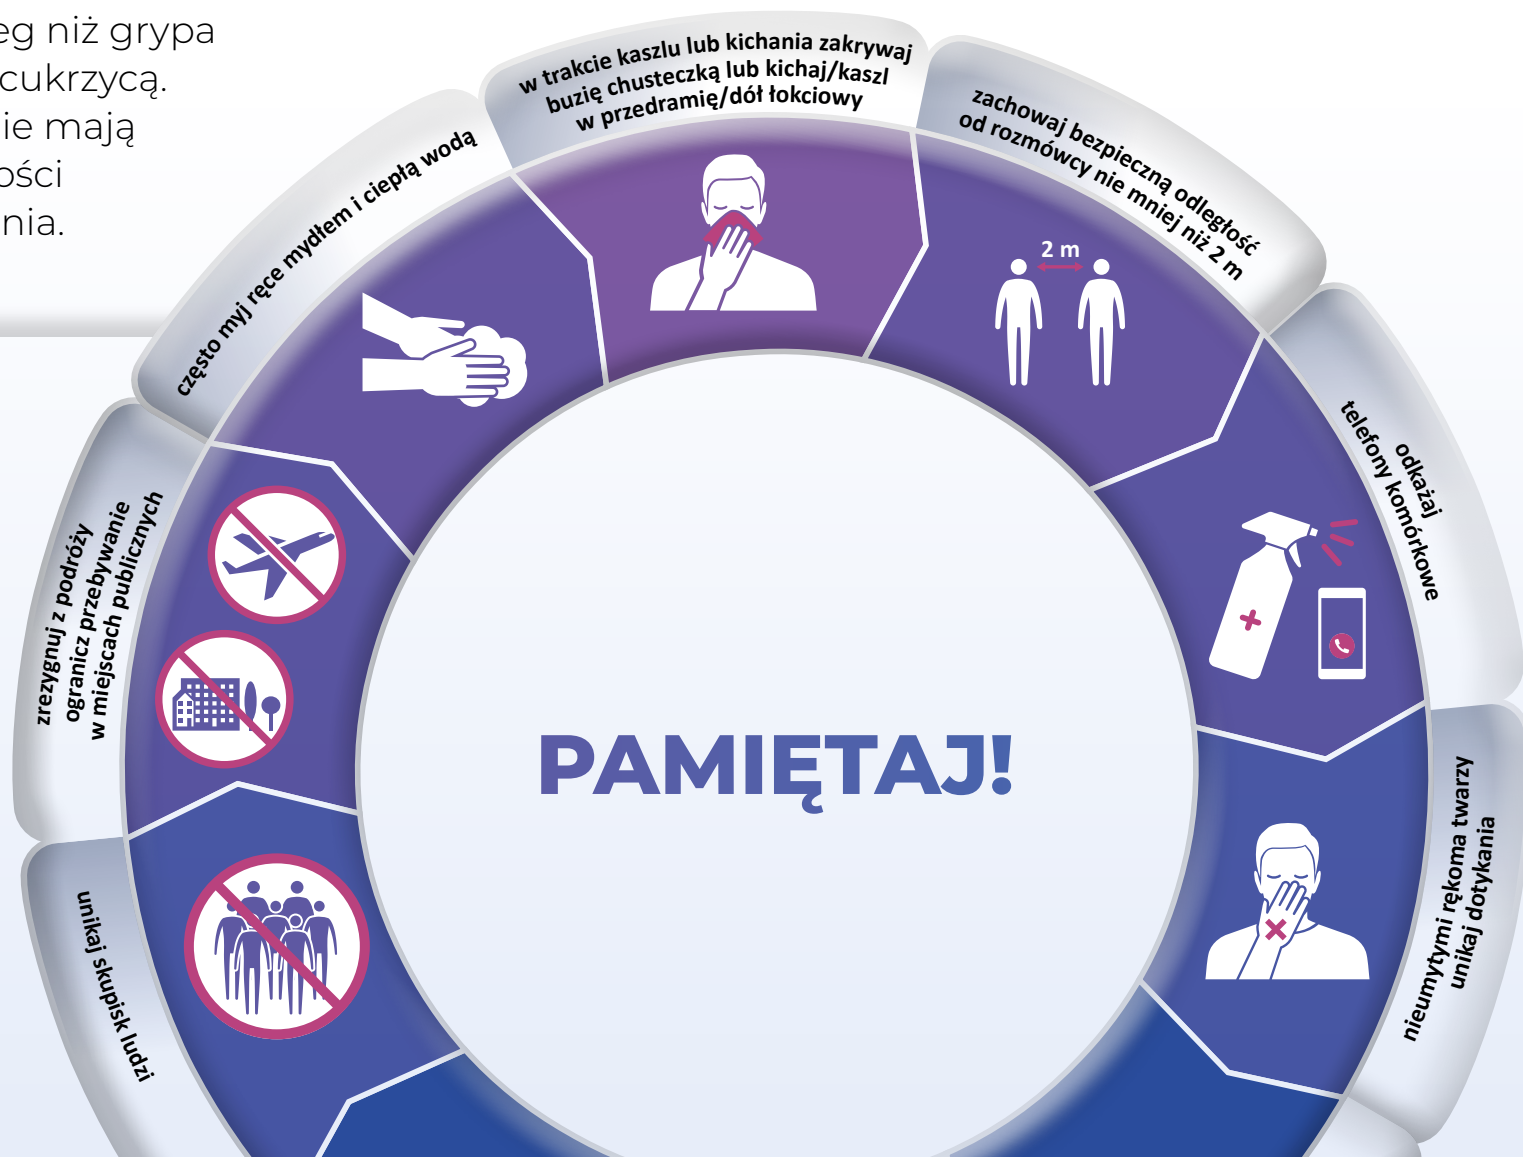 eg niż grypa
cukrzycą.
ie mają
ości
nia.
w trakcie kaszlu lub kichania zakrywaj
buzię chusteczką lub kichaj/kaszl
w przedramię/dół łokciowy
zachowaj bezpieczną odległość
od rozmówcy nie mniej niż 2 m
2 m
często myj ręce mydłem i ciepłą wodą
odkażaj
telefony komórkowe
zrezygnuj z podróży
ogranicz przebywanie
w miejscach publicznych
PAMIĘTAJ!
nieumytymi rękoma twarzy
unikaj dotykania
unikaj skupisk ludzi